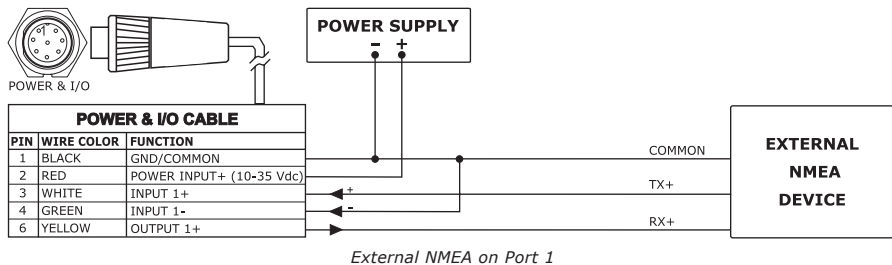 POWER SUPPLY
- +
1
POWER & I/O
POWER & I/O CABLE
PIN WIRE COLOR FUNCTION
1 BLACK GND/COMMON
2 RED POWER INPUT+ (10-35 Vdc)
3 WHITE INPUT 1+
4 GREEN INPUT 1-
6 YELLOW OUTPUT 1+
+
-
COMMON
TX+
RX+
EXTERNAL
NMEA
DEVICE
External NMEA on Port 1